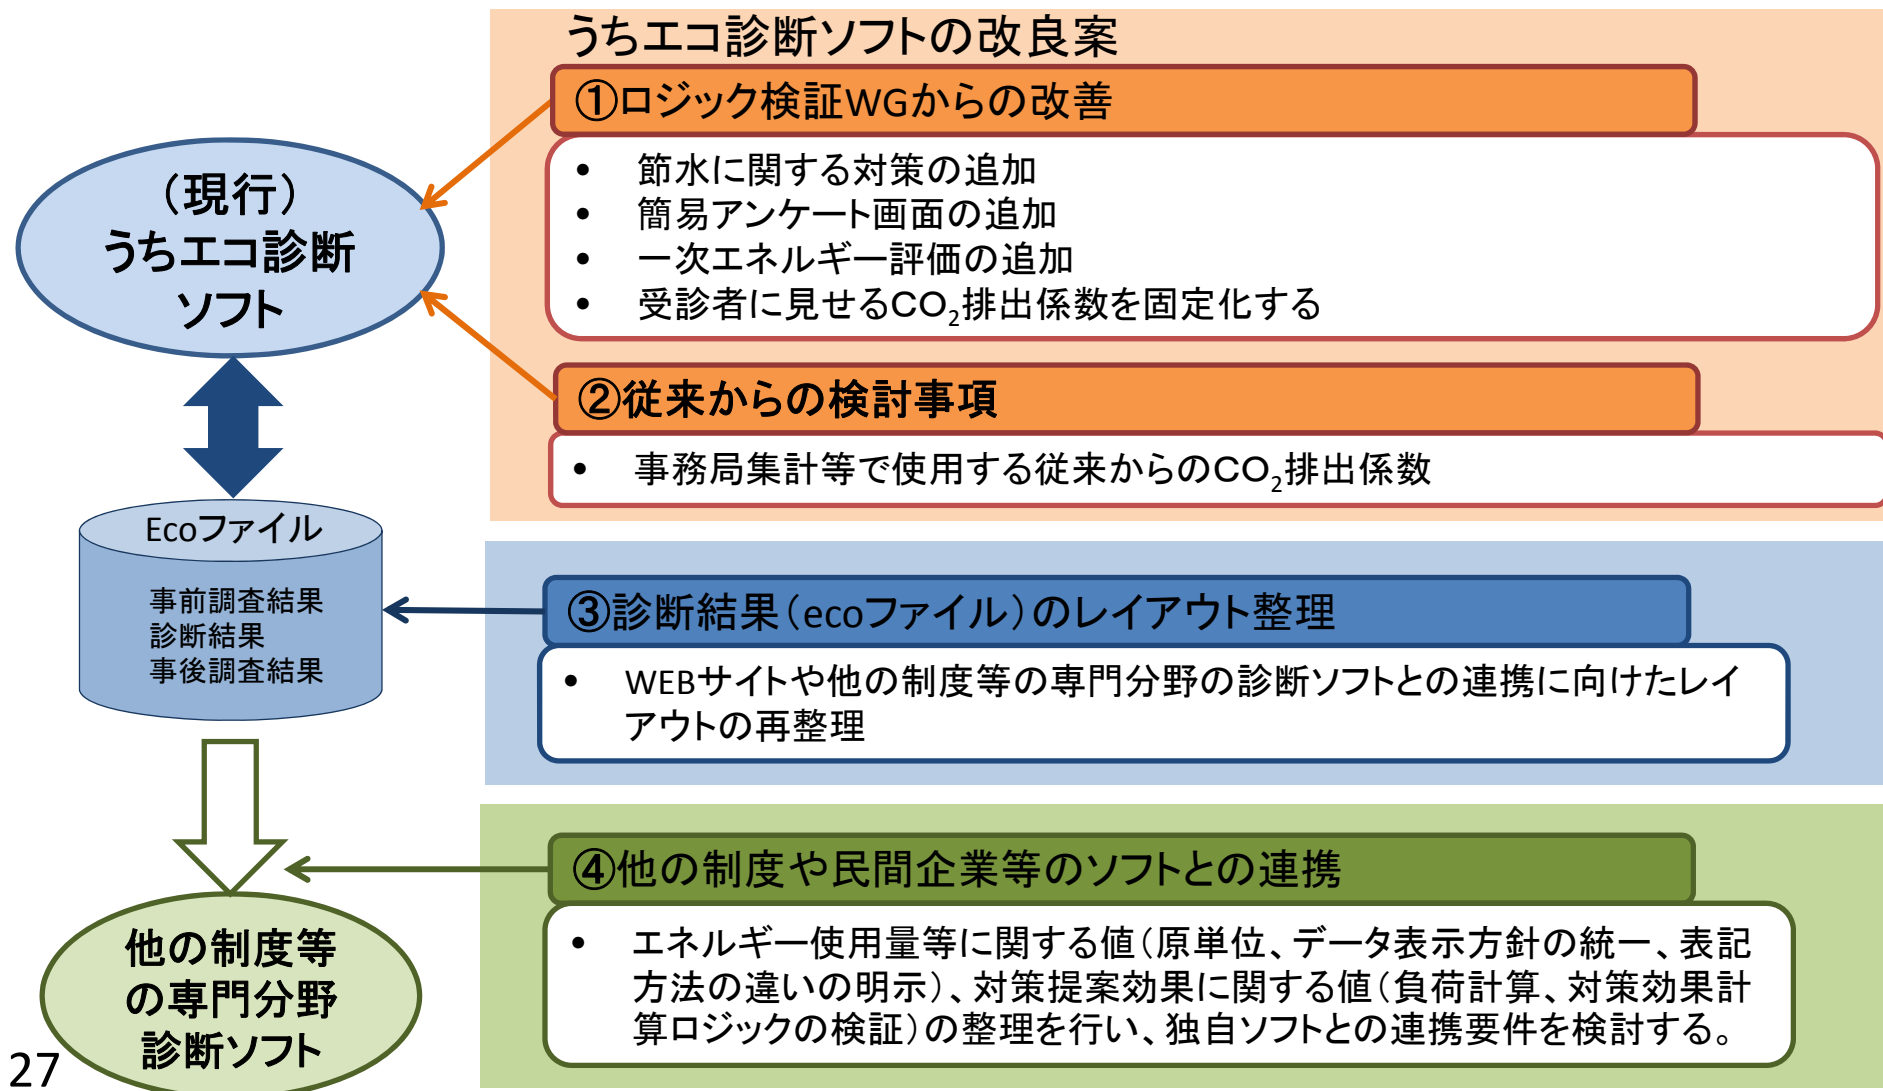 うちエコ診断ソフトの改良案
①ロジック検証WGからの改善
• 節水に関する対策の追加
• 簡易アンケート画面の追加
• 一次エネルギー評価の追加
• 受診者に見せるCO₂排出係数を固定化する
②従来からの検討事項
• 事務局集計等で使用する従来からのCO₂排出係数
（現行）
うちエコ診断
ソフト
Ecoファイル
事前調査結果
診断結果
事後調査結果
③診断結果（ecoファイル）のレイアウト整理
• WEBサイトや他の制度等の専門分野の診断ソフトとの連携に向けたレイ
アウトの再整理
④他の制度や民間企業等のソフトとの連携
• エネルギー使用量等に関する値（原単位、データ表示方針の統一、表記
方法の違いの明示）、対策提案効果に関する値（負荷計算、対策効果計
算ロジックの検証）の整理を行い、独自ソフトとの連携要件を検討する。
他の制度等
の専門分野
診断ソフト
27